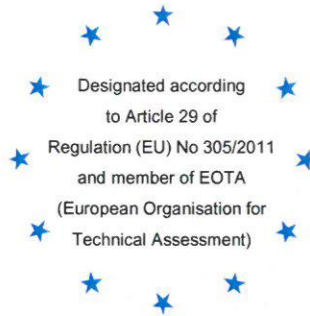 Designated according
to Article 29 of
Regulation (EU) No 305/2011
and member of EOTA
(European Organisation for
Technical Assessment)